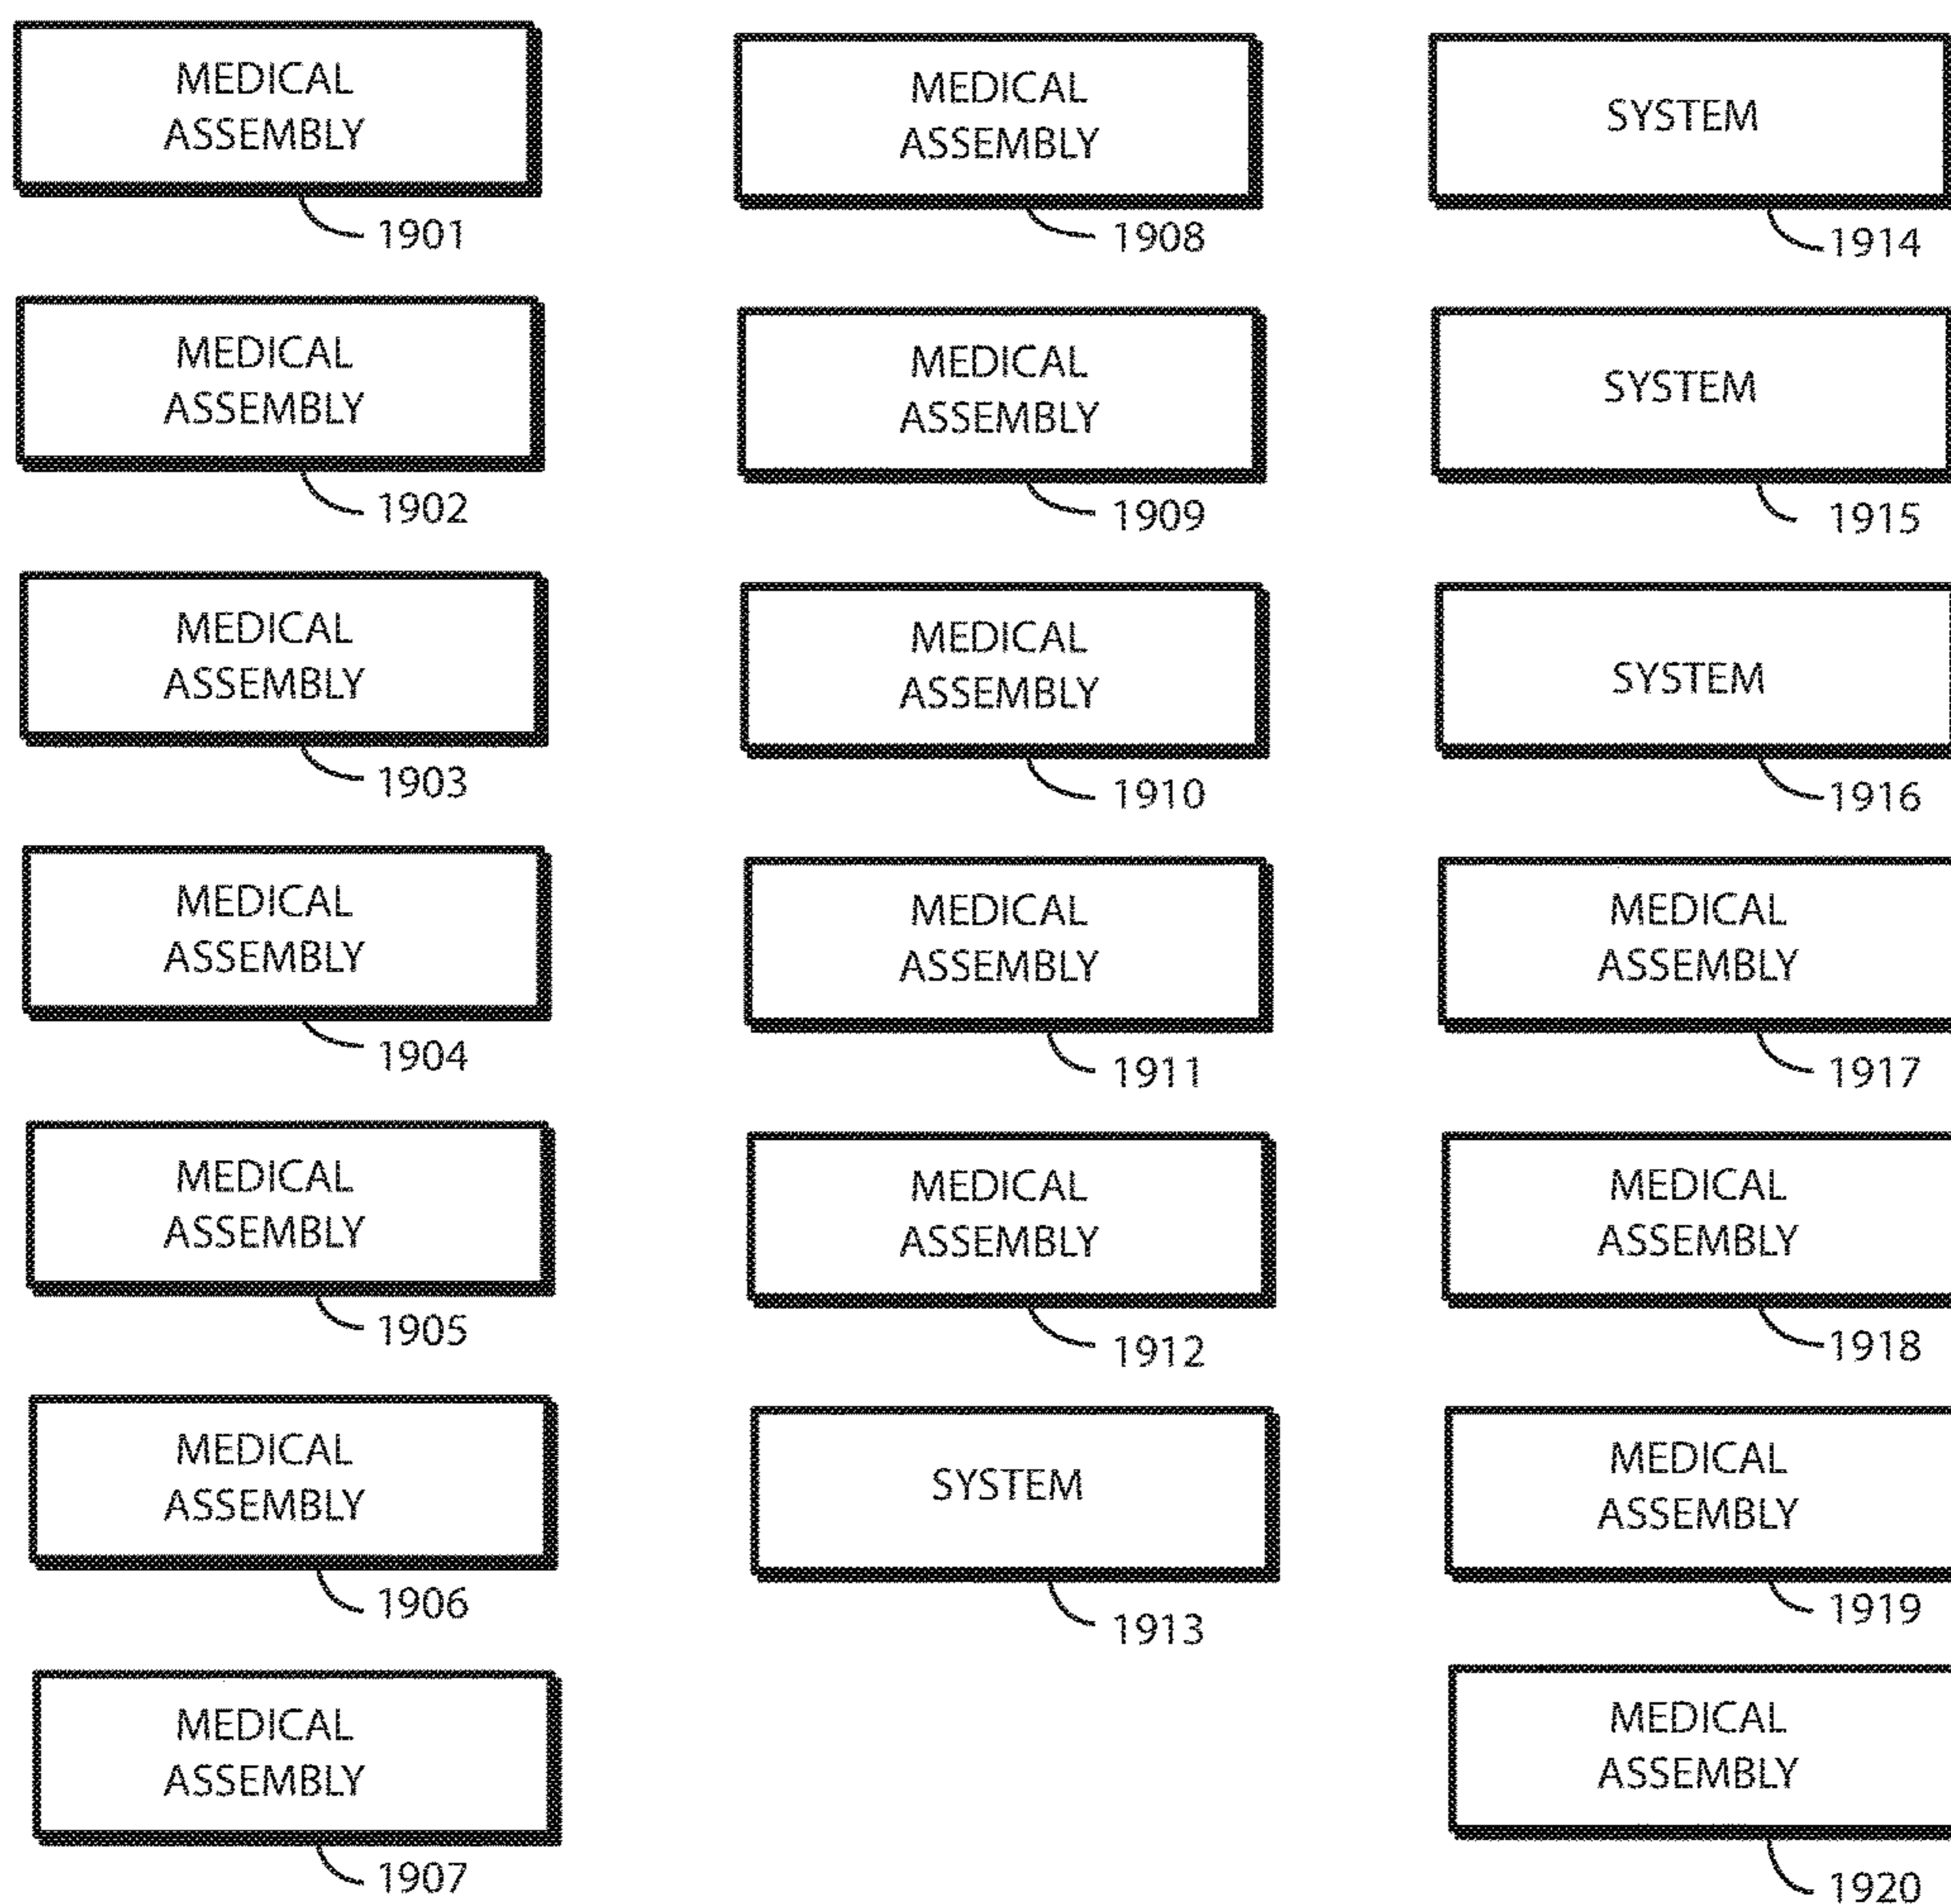 MEDICAL
ASSEMBLY
1901
MEDICAL
ASSEMBLY
1902
MEDICAL
ASSEMBLY
1903
MEDICAL
ASSEMBLY
1904
MEDICAL
ASSEMBLY
1905
MEDICAL
ASSEMBLY
1906
MEDICAL
ASSEMBLY
1907
MEDICAL
ASSEMBLY
1908
MEDICAL
ASSEMBLY
1909
MEDICAL
ASSEMBLY
1910
MEDICAL
ASSEMBLY
1911
MEDICAL
ASSEMBLY
1912
SYSTEM
1913
SYSTEM
1914
SYSTEM
1915
SYSTEM
1916
MEDICAL
ASSEMBLY
1917
MEDICAL
ASSEMBLY
1918
MEDICAL
ASSEMBLY
1919
MEDICAL
ASSEMBLY
1920